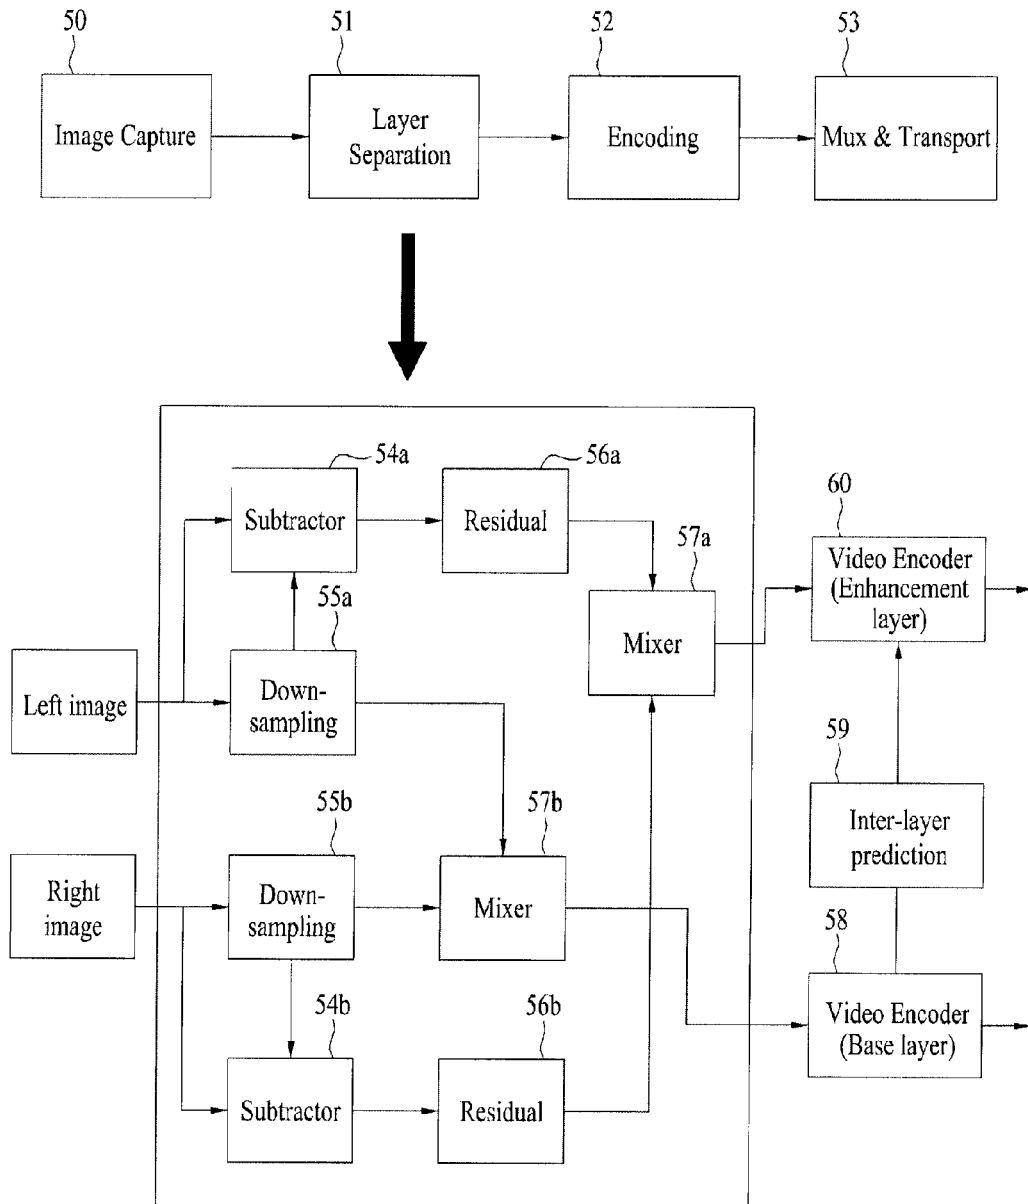 50
51
52
53
Image Capture
Layer
Separation
Encoding
Mux & Transport
54a
56a
Subtractor
Residual
57a
60
Video Encoder
(Enhancement
layer)
55a
Mixer
Left image
Down-
sampling
59
55b
57b
Inter-layer
prediction
Right
image
Down-
sampling
Mixer
58
54b
56b
Video Encoder
(Base layer)
Subtractor
Residual